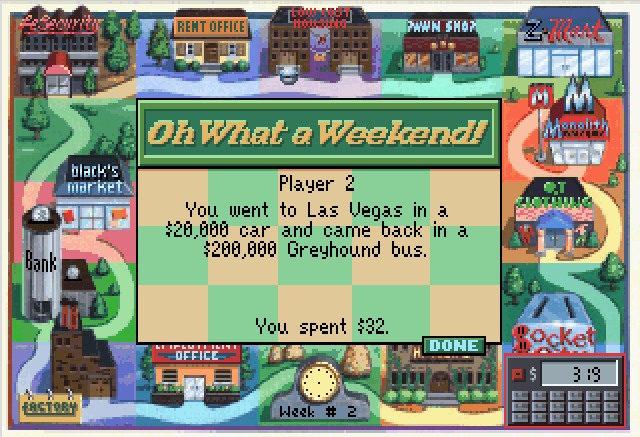 LeSecurity
RENT OFFICE
LOW-COST
HOUSING
PAWN SHOP
Z-Mart
Oh What a Weekend!
M
Monolith
Player 2
black's
market
You went to Las Vegas in a
$20,000 car and came back in a
$200,000 Greyhound bus.
QT
CLOTHING
Bank
You spent $32.
Socket
DONE
EMPLOYMENT
OFFICE
$ 319
FACTORY
Week # 2